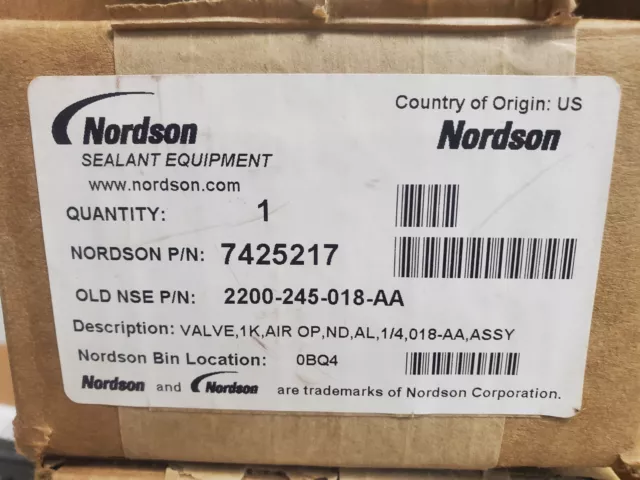 Nordson
SEALANT EQUIPMENT
www.nordson.com
Country of Origin: US
Nordson
QUANTITY: 1
NORDSON P/N: 7425217
OLD NSE P/N: 2200-245-018-AA
Description: VALVE,1K,AIR OP,ND,AL,1/4,018-AA,ASSY
Nordson Bin Location: 0BQ4
Nordson and Nordson are trademarks of Nordson Corporation.